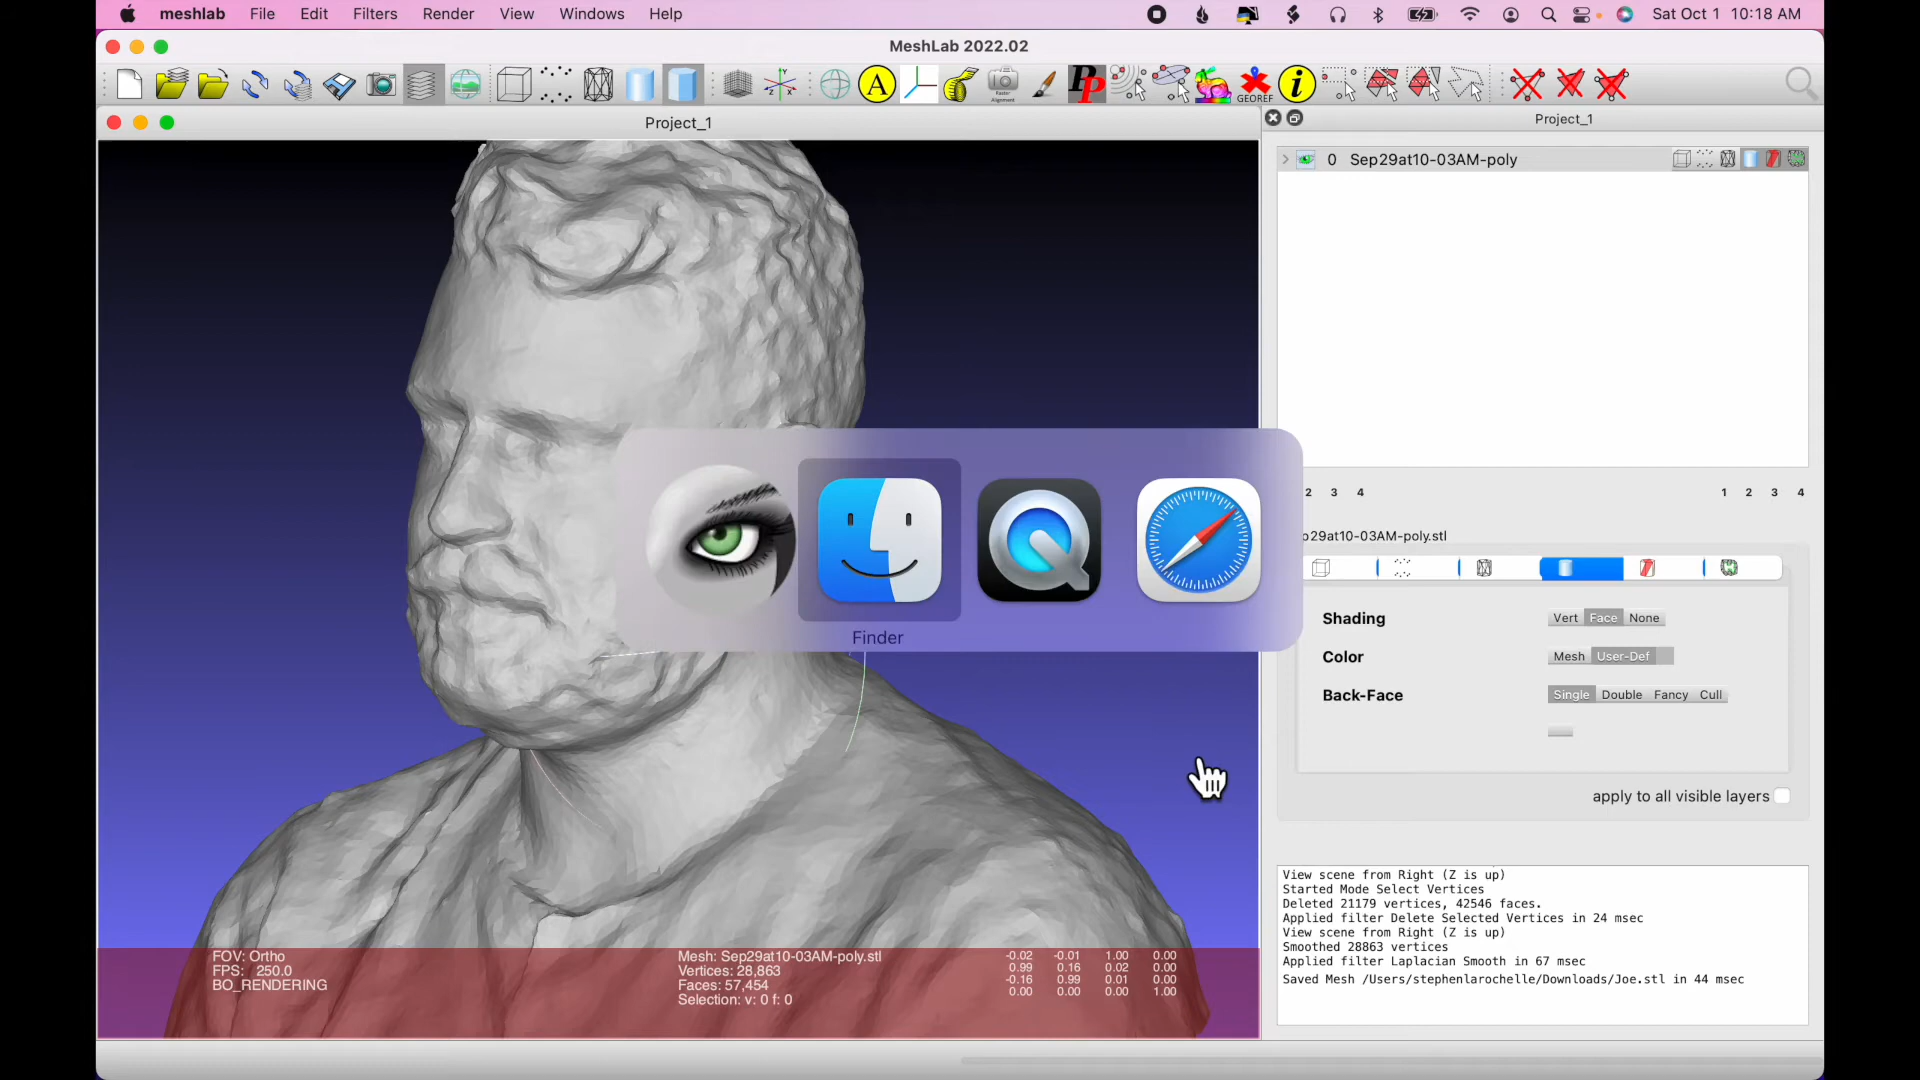 meshlab File Edit Filters Render View Windows Help Sat Oct 1 10:18 AM
MeshLab 2022.02
A PP GEOREF i
Project_1
Project_1
0 Sep29at10-03AM-poly
2 3 4 1 2 3 4
29at10-03AM-poly.stl
Shading Vert Face None
Finder
Color Mesh User-Def
Back-Face Single Double Fancy Cull
apply to all visible layers
View scene from Right (Z is up)
Started Mode Select Vertices
Deleted 21179 vertices, 42546 faces.
Applied filter Delete Selected Vertices in 24 msec
View scene from Right (Z is up)
Smoothed 28863 vertices
Applied filter Laplacian Smooth in 67 msec
Saved Mesh /Users/stephenlarochelle/Downloads/Joe.stl in 44 msec
FOV: Ortho
FPS: 250.0
BO_RENDERING
Mesh: Sep29at10-03AM-poly.stl
Vertices: 28,863
Faces: 57,454
Selection: v: 0 f: 0
-0.02 -0.01 1.00 0.00
0.99 0.16 0.02 0.00
-0.16 0.99 0.01 0.00
0.00 0.00 0.00 1.00